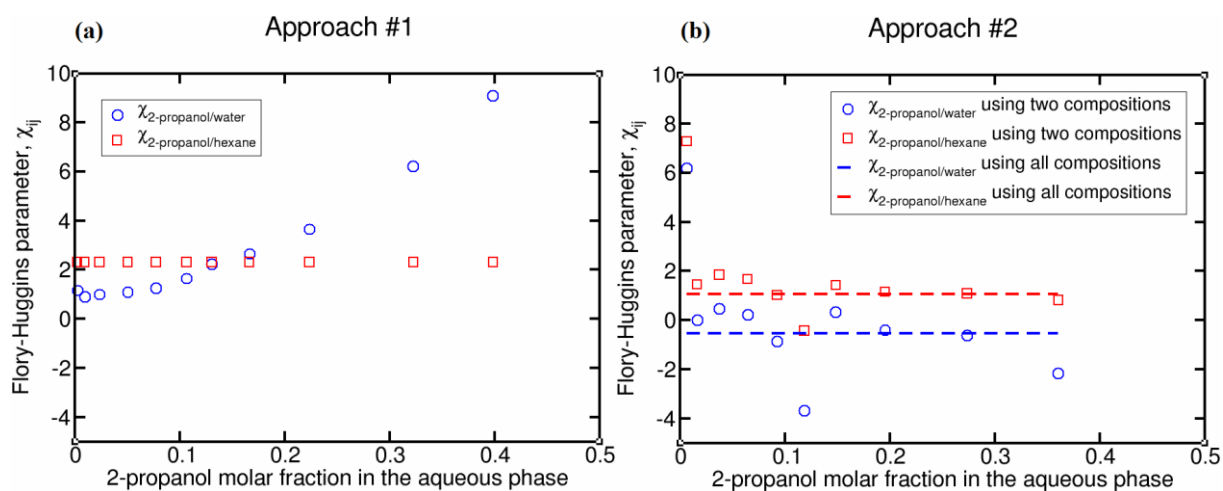 (a)
Approach #1
10
8
6
4
2
0
-2
-4
Flory-Huggins parameter, χij
χ2-propanol/water
χ2-propanol/hexane
0
0.1
0.2
0.3
0.4
0.5
2-propanol molar fraction in the aqueous phase
(b)
Approach #2
10
8
6
4
2
0
-2
-4
Flory-Huggins parameter, χij
χ2-propanol/water using two compositions
χ2-propanol/hexane using two compositions
χ2-propanol/water using all compositions
χ2-propanol/hexane using all compositions
0
0.1
0.2
0.3
0.4
0.5
2-propanol molar fraction in the aqueous phase